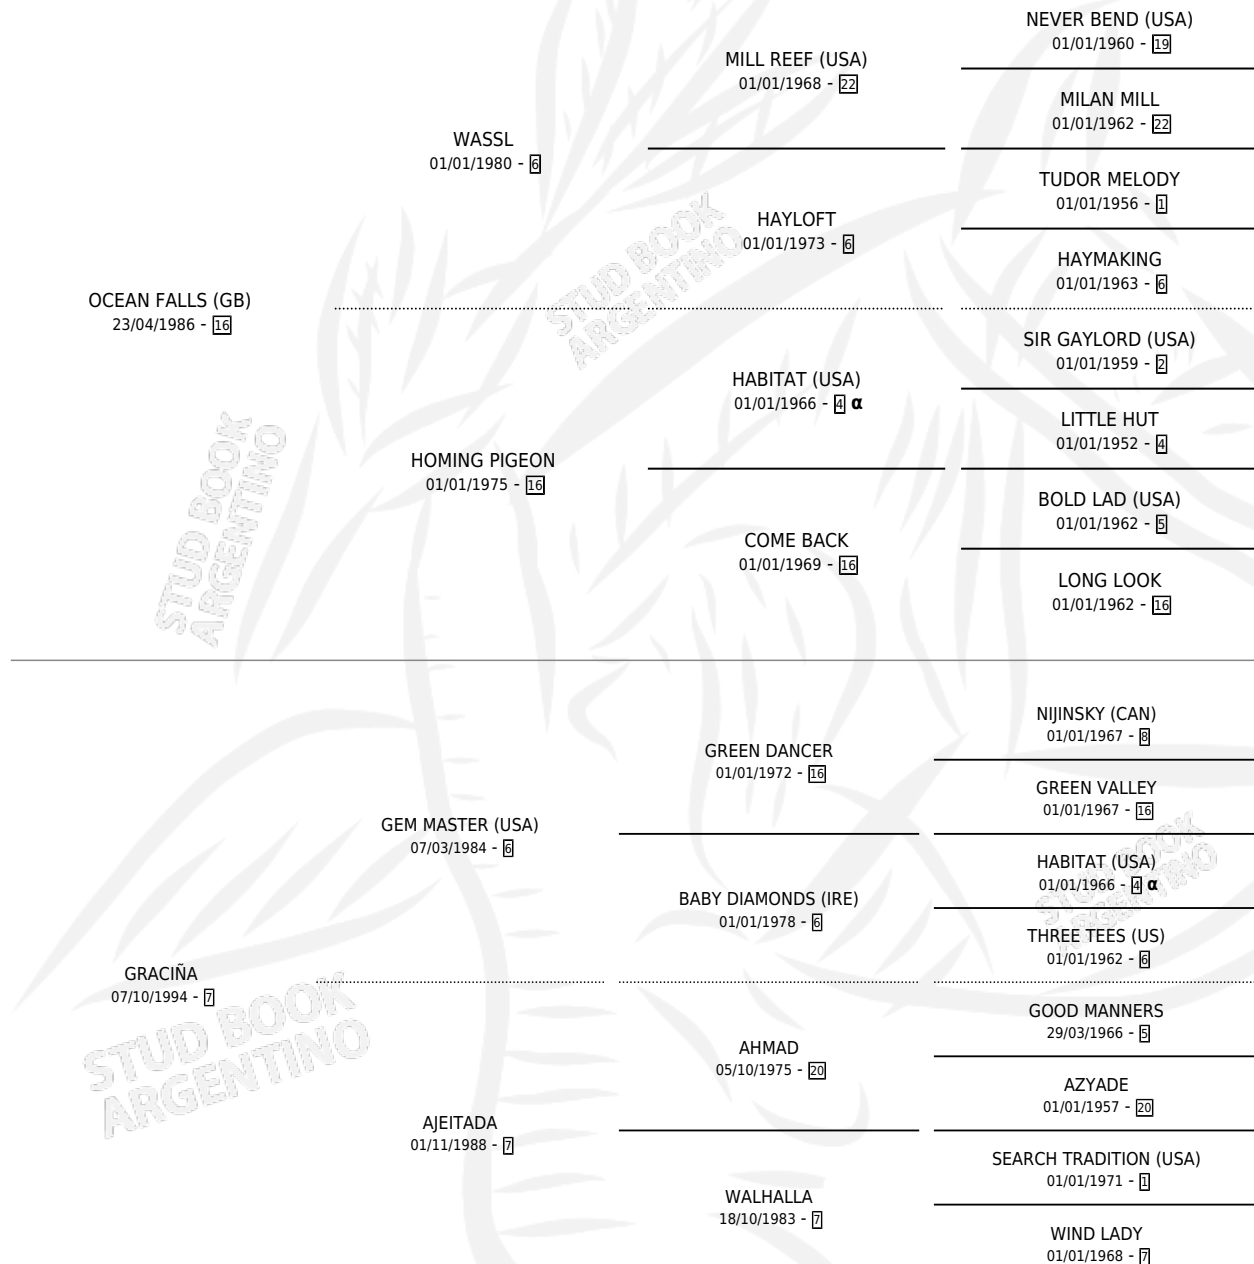 NEVER BEND (USA)
01/01/1960 - 19
MILL REEF (USA)
01/01/1968 - 22
MILAN MILL
01/01/1962 - 22
WASSL
01/01/1980 - 6
TUDOR MELODY
01/01/1956 - 1
HAYLOFT
01/01/1973 - 6
HAYMAKING
01/01/1963 - 6
OCEAN FALLS (GB)
23/04/1986 - 16
SIR GAYLORD (USA)
01/01/1959 - 2
HABITAT (USA)
01/01/1966 - 4 α
LITTLE HUT
01/01/1952 - 4
HOMING PIGEON
01/01/1975 - 16
BOLD LAD (USA)
01/01/1962 - 5
COME BACK
01/01/1969 - 16
LONG LOOK
01/01/1962 - 16
STUD BOOK
ARGENTINO
STUD BOOK
ARGENTINO
NIJINSKY (CAN)
01/01/1967 - 8
GREEN DANCER
01/01/1972 - 16
GREEN VALLEY
01/01/1967 - 16
GEM MASTER (USA)
07/03/1984 - 6
HABITAT (USA)
01/01/1966 - 4 α
BABY DIAMONDS (IRE)
01/01/1978 - 6
THREE TEES (US)
01/01/1962 - 6
GRACIÑA
07/10/1994 - 7
GOOD MANNERS
29/03/1966 - 5
AHMAD
05/10/1975 - 20
AZYADE
01/01/1957 - 20
AJEITADA
01/11/1988 - 7
SEARCH TRADITION (USA)
01/01/1971 - 1
WALHALLA
18/10/1983 - 7
WIND LADY
01/01/1968 - 7
STUD BOOK
ARGENTINO
STUD BOOK
ARGENTINO